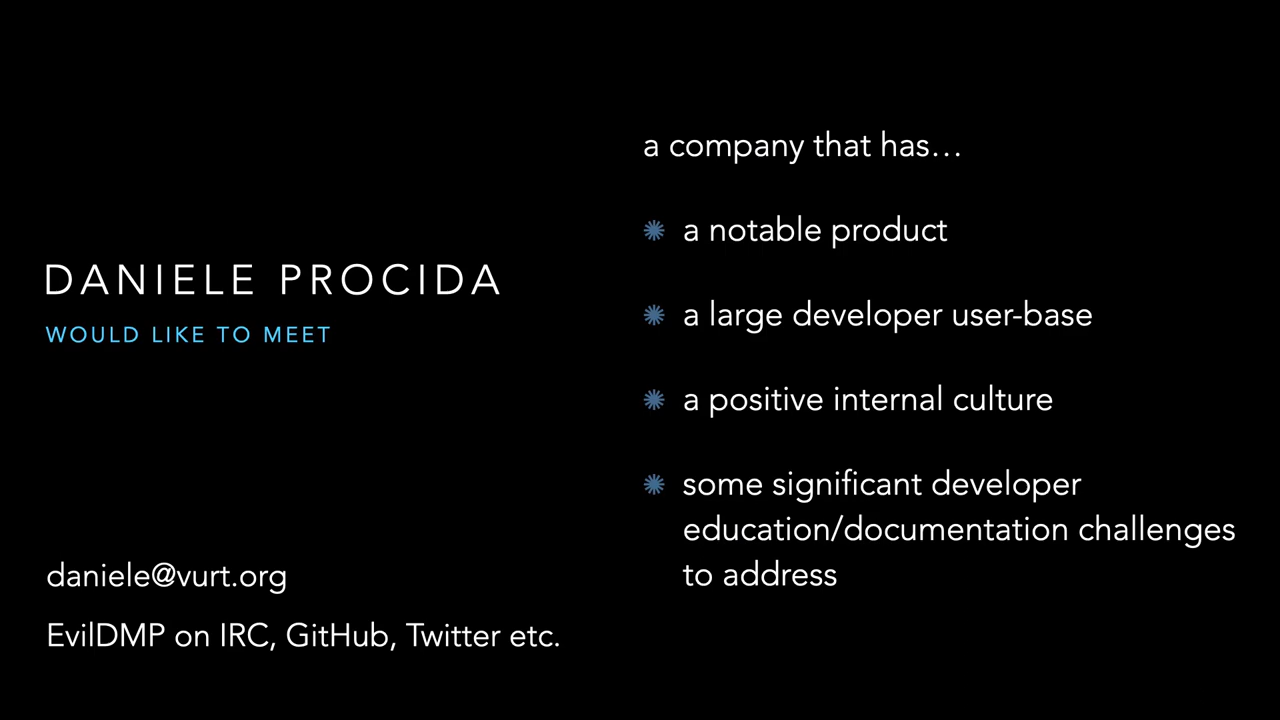 DANIELE PROCIDA
WOULD LIKE TO MEET
daniele@vurt.org
EvilDMP on IRC, GitHub, Twitter etc.
a company that has…
a notable product
a large developer user-base
a positive internal culture
some significant developer
education/documentation challenges
to address